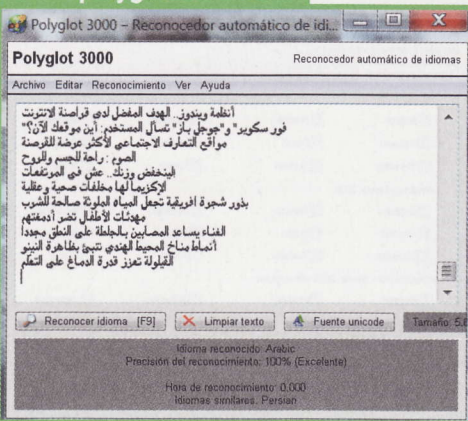 Polyglot 3000 – Reconocedor automático de idi...
Polyglot 3000
Reconocedor automático de idiomas
Archivo Editar Reconocimiento Ver Ayuda
أنظمة ويندوز.. الهدف المفضل لدى قراصنة الانترنت
فور سكوير" و"جوجل باز" تسأل المستخدم: أين موقعك الآن؟"
مواقع التعارف الاجتماعي الأكثر عرضة للقرصنة
الصوم : راحة للجسم وللروح
لينخفض وزنك.. عش في المرتفعات
الإكزيما لها مخلفات صحية وعقلية
بذور شجرة افريقية تجعل المياه الملوثة صالحة للشرب
مهدئات الأطفال تضر أدمغتهم
الغناء يساعد المصابين بالجلطة على النطق مجددا
أنماط مناخ المحيط الهندي تنبئ بظاهرة النينو
القيلولة تعزز قدرة الدماغ على التعلم
Reconocer idioma [F9]
Limpiar texto
Fuente unicode
Tamaño: 5.6
Idioma reconocido: Arabic
Precisión del reconocimiento: 100% (Excelente)
Hora de reconocimiento: 0.000
Idiomas similares: Persian